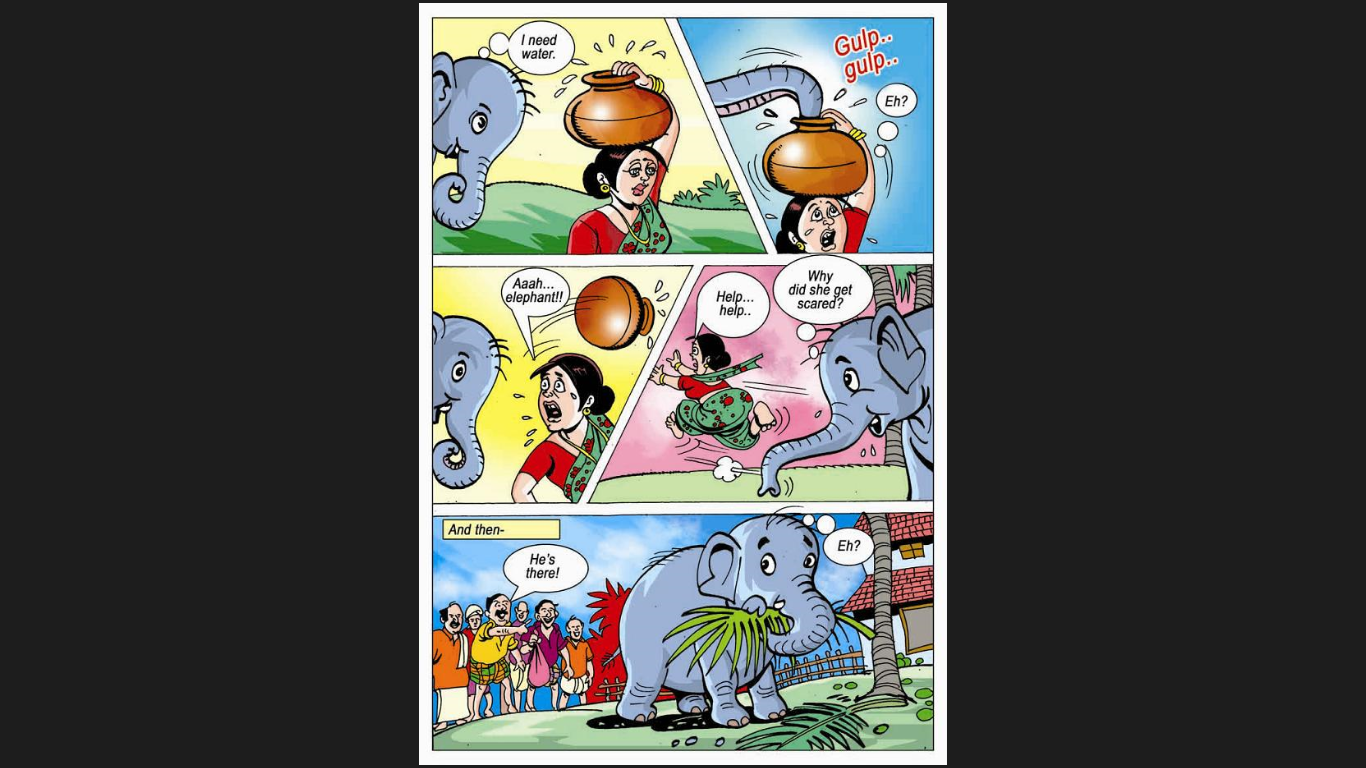 I need
water.
Gulp..
gulp..
Eh?
Aaah...
elephant!!
Help...
help..
Why
did she get
scared?
And then-
He's
there!
Eh?